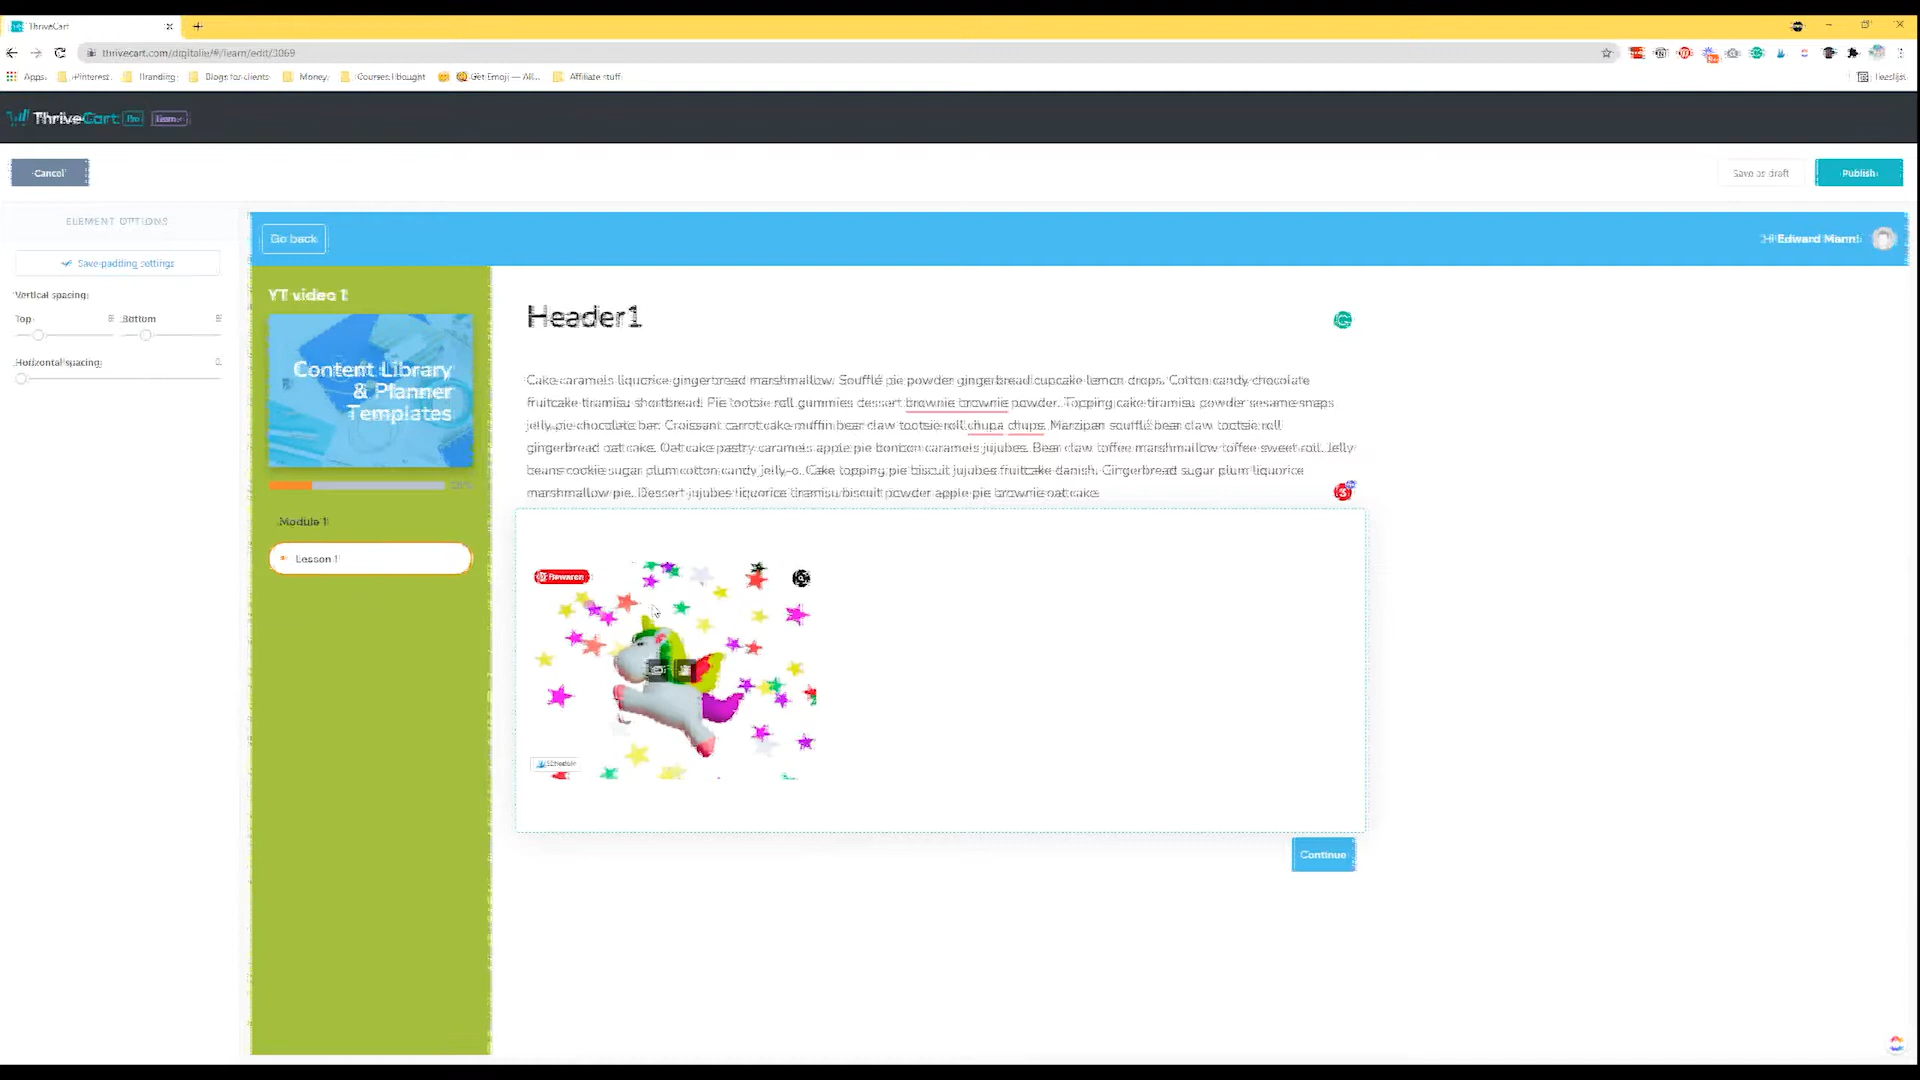 ThriveCart
thrivecart.com/digitalie/#/learn/edit/3069
Apps
Pinterest
Branding
Blogs for clients
Money
Courses I bought
Get Emoji — All...
Affiliate stuff
Leeslijst
ThriveCart Pro Learn
Cancel
Save as draft
Publish
ELEMENT OPTIONS
Save padding settings
Vertical spacing:
Top
Bottom
Horizontal spacing:
0
Go back
Hi Edward Mann!
YT video 1
Content Library
& Planner
Templates
Module 1
Lesson 1
Header1
Cake caramels liquorice gingerbread marshmallow. Soufflé pie powder gingerbread cupcake lemon drops. Cotton candy chocolate
fruitcake tiramisu shortbread. Pie tootsie roll gummies dessert brownie brownie powder. Topping cake tiramisu powder sesame snaps
jelly pie chocolate bar. Croissant carrot cake muffin bear claw tootsie roll chupa chups. Marzipan soufflé bear claw tootsie roll
gingerbread oat cake. Oat cake pastry caramels apple pie bonbon caramels jujubes. Bear claw toffee marshmallow toffee sweet roll. Jelly
beans cookie sugar plum cotton candy jelly-o. Cake topping pie biscuit jujubes fruitcake danish. Gingerbread sugar plum liquorice
marshmallow pie. Dessert jujubes liquorice tiramisu biscuit powder apple pie brownie oat cake.
3
Bewaren
Schedule
Continue